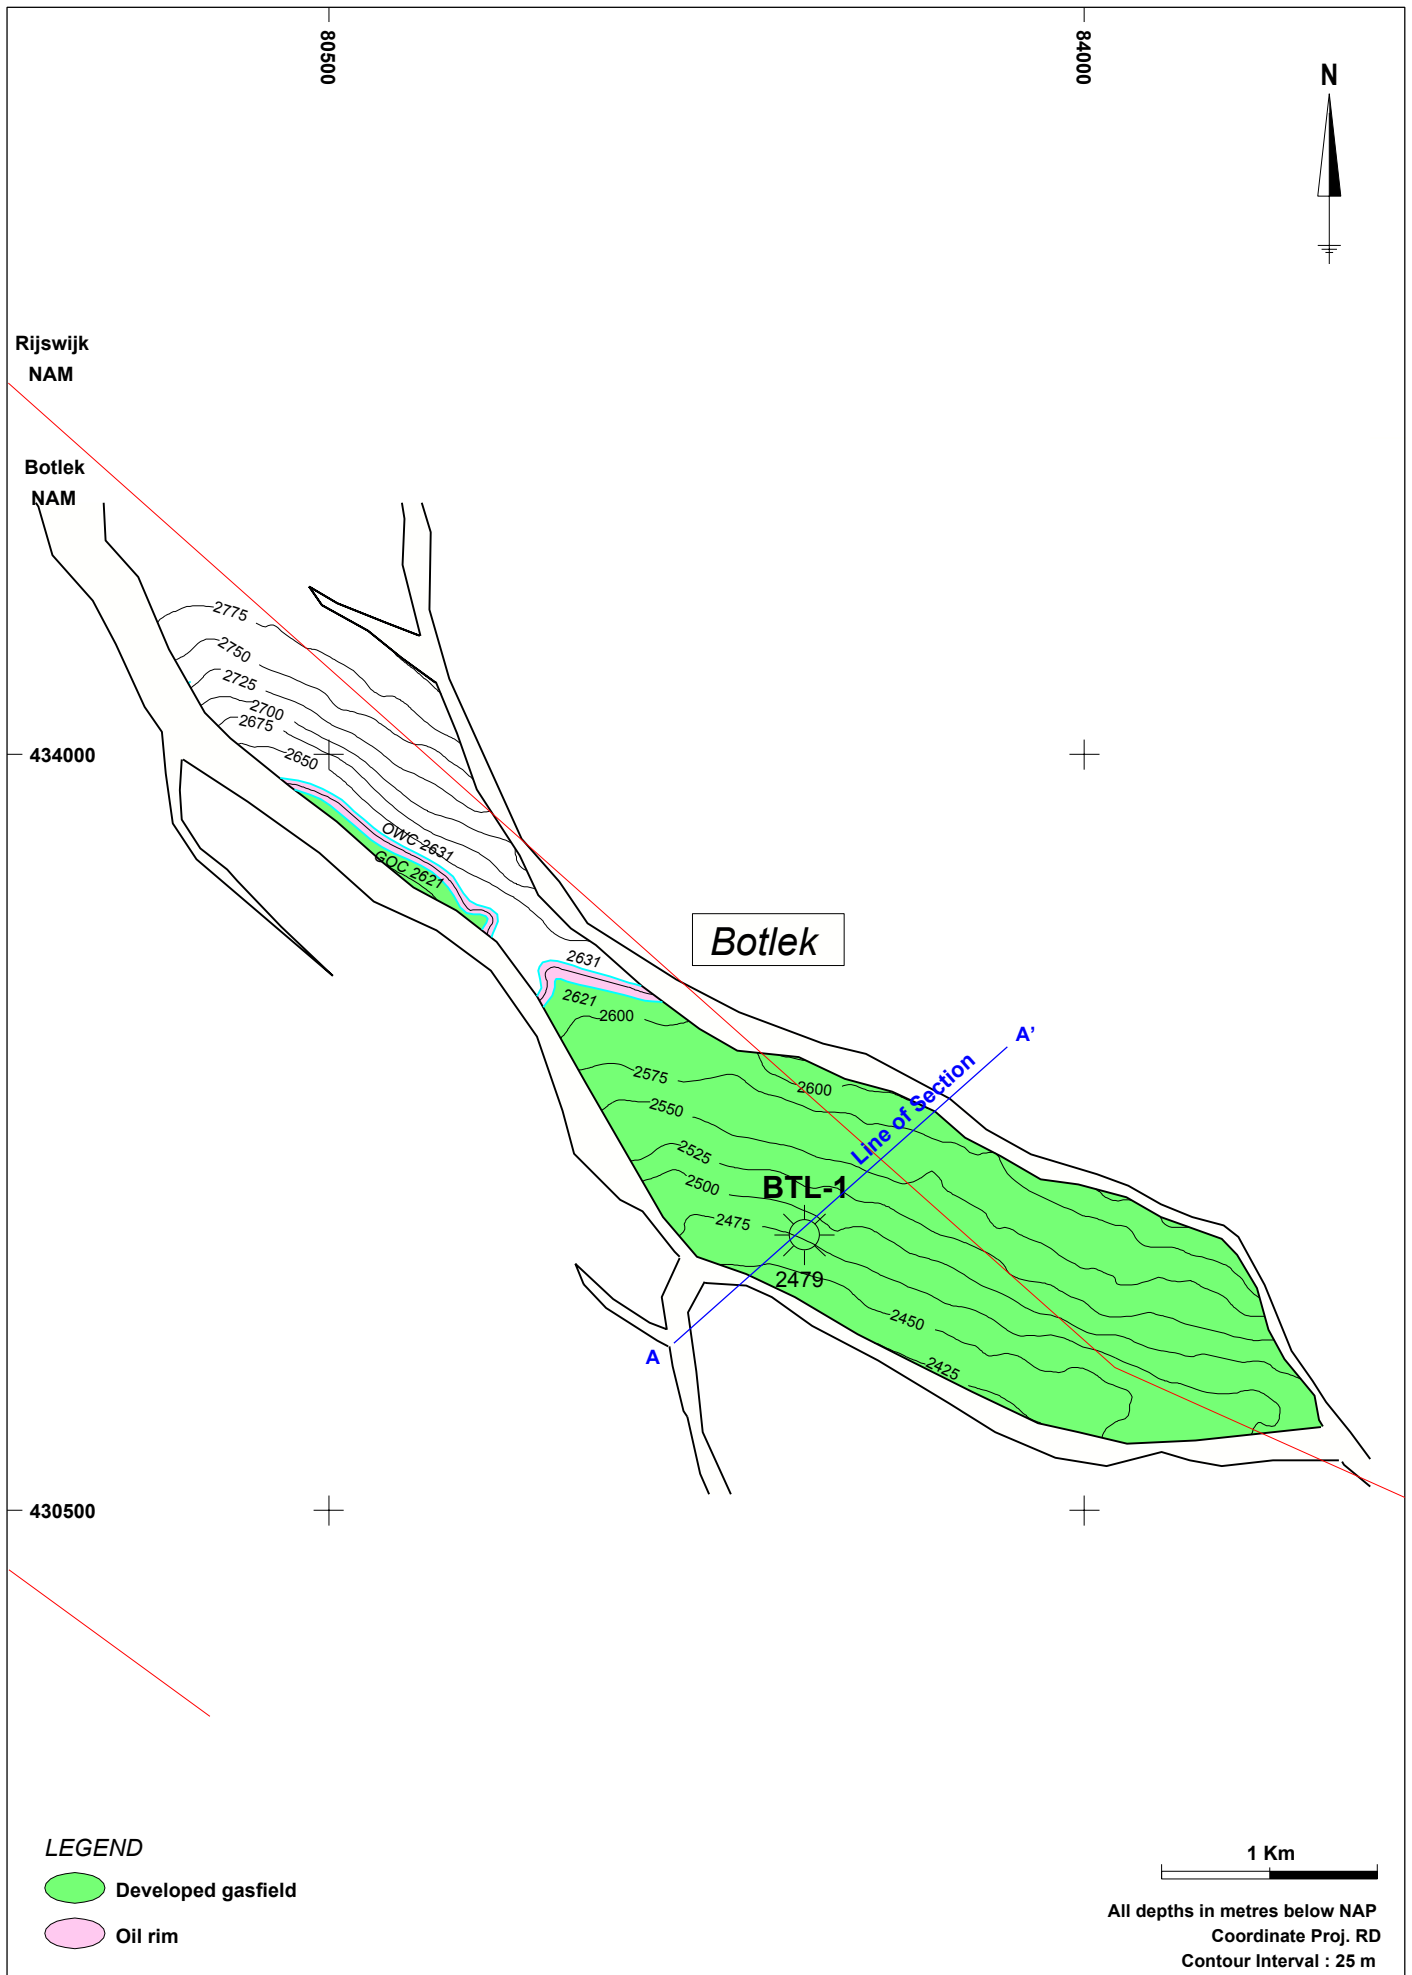 80500
84000
N
Rijswijk
NAM
Botlek
NAM
2775
2750
2725
2700
2675
2650
434000
OWC 2631
GOC 2621
Botlek
2631
2621
2600
A'
2575
2600
Line of Section
2550
2525
2500
BTL-1
2475
2479
2450
A
2425
430500
LEGEND
Developed gasfield
Oil rim
1 Km
All depths in metres below NAP
Coordinate Proj. RD
Contour Interval : 25 m